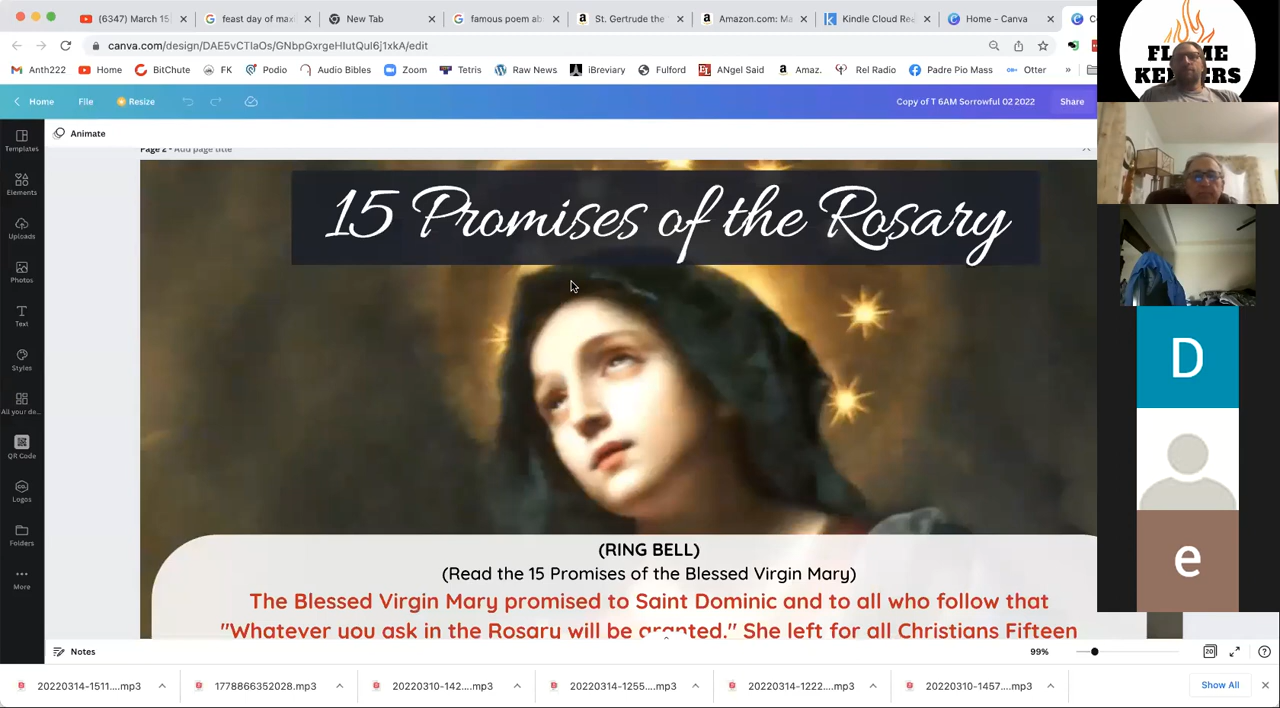 (6347) March 15
feast day of maxi
New Tab
famous poem ab
St. Gertrude the
Amazon.com: Ma
Kindle Cloud Rea
Home - Canva
canva.com/design/DAE5vCTIaOs/GNbpGxrgeHIutQuI6j1xkA/edit
Anth222
Home
BitChute
FK
Podio
Audio Bibles
Zoom
Tetris
Raw News
iBreviary
Fulford
ANgel Said
Amaz.
Rel Radio
Padre Pio Mass
Otter
»
FLAME
KEEPERS
Home
File
Resize
Copy of T 6AM Sorrowful 02 2022
Share
Animate
Templates
Elements
Uploads
Photos
Text
Styles
All your de...
QR Code
Logos
Folders
More
Page 2 - Add page title
15 Promises of the Rosary
(RING BELL)
(Read the 15 Promises of the Blessed Virgin Mary)
The Blessed Virgin Mary promised to Saint Dominic and to all who follow that
"Whatever you ask in the Rosary will be granted." She left for all Christians Fifteen
D
e
Notes
99%
20
20220314-1511....mp3
1778866352028.mp3
20220310-142....mp3
20220314-1255....mp3
20220314-1222....mp3
20220310-1457....mp3
Show All